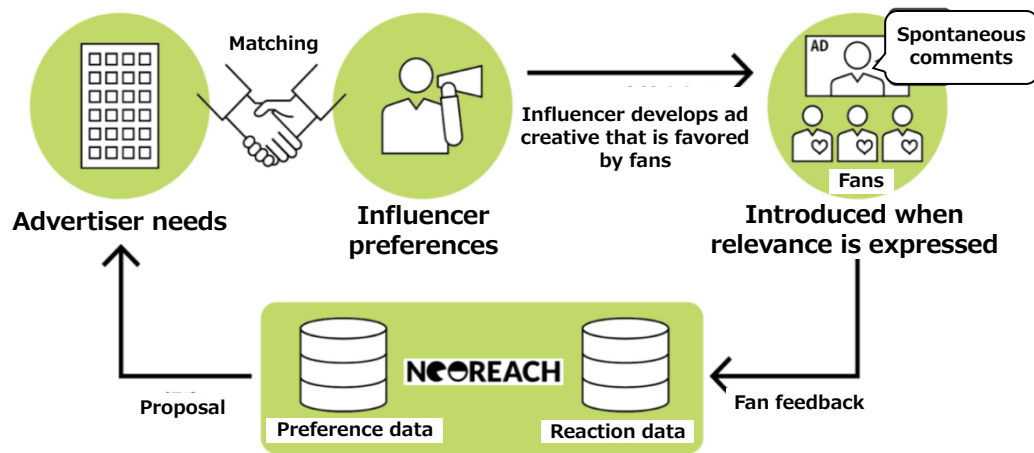 Matching
AD
Spontaneous
comments
Influencer develops ad
creative that is favored
by fans
Fans
Advertiser needs
Influencer
preferences
Introduced when
relevance is expressed
Proposal
NEOREACH
Fan feedback
Preference data
Reaction data